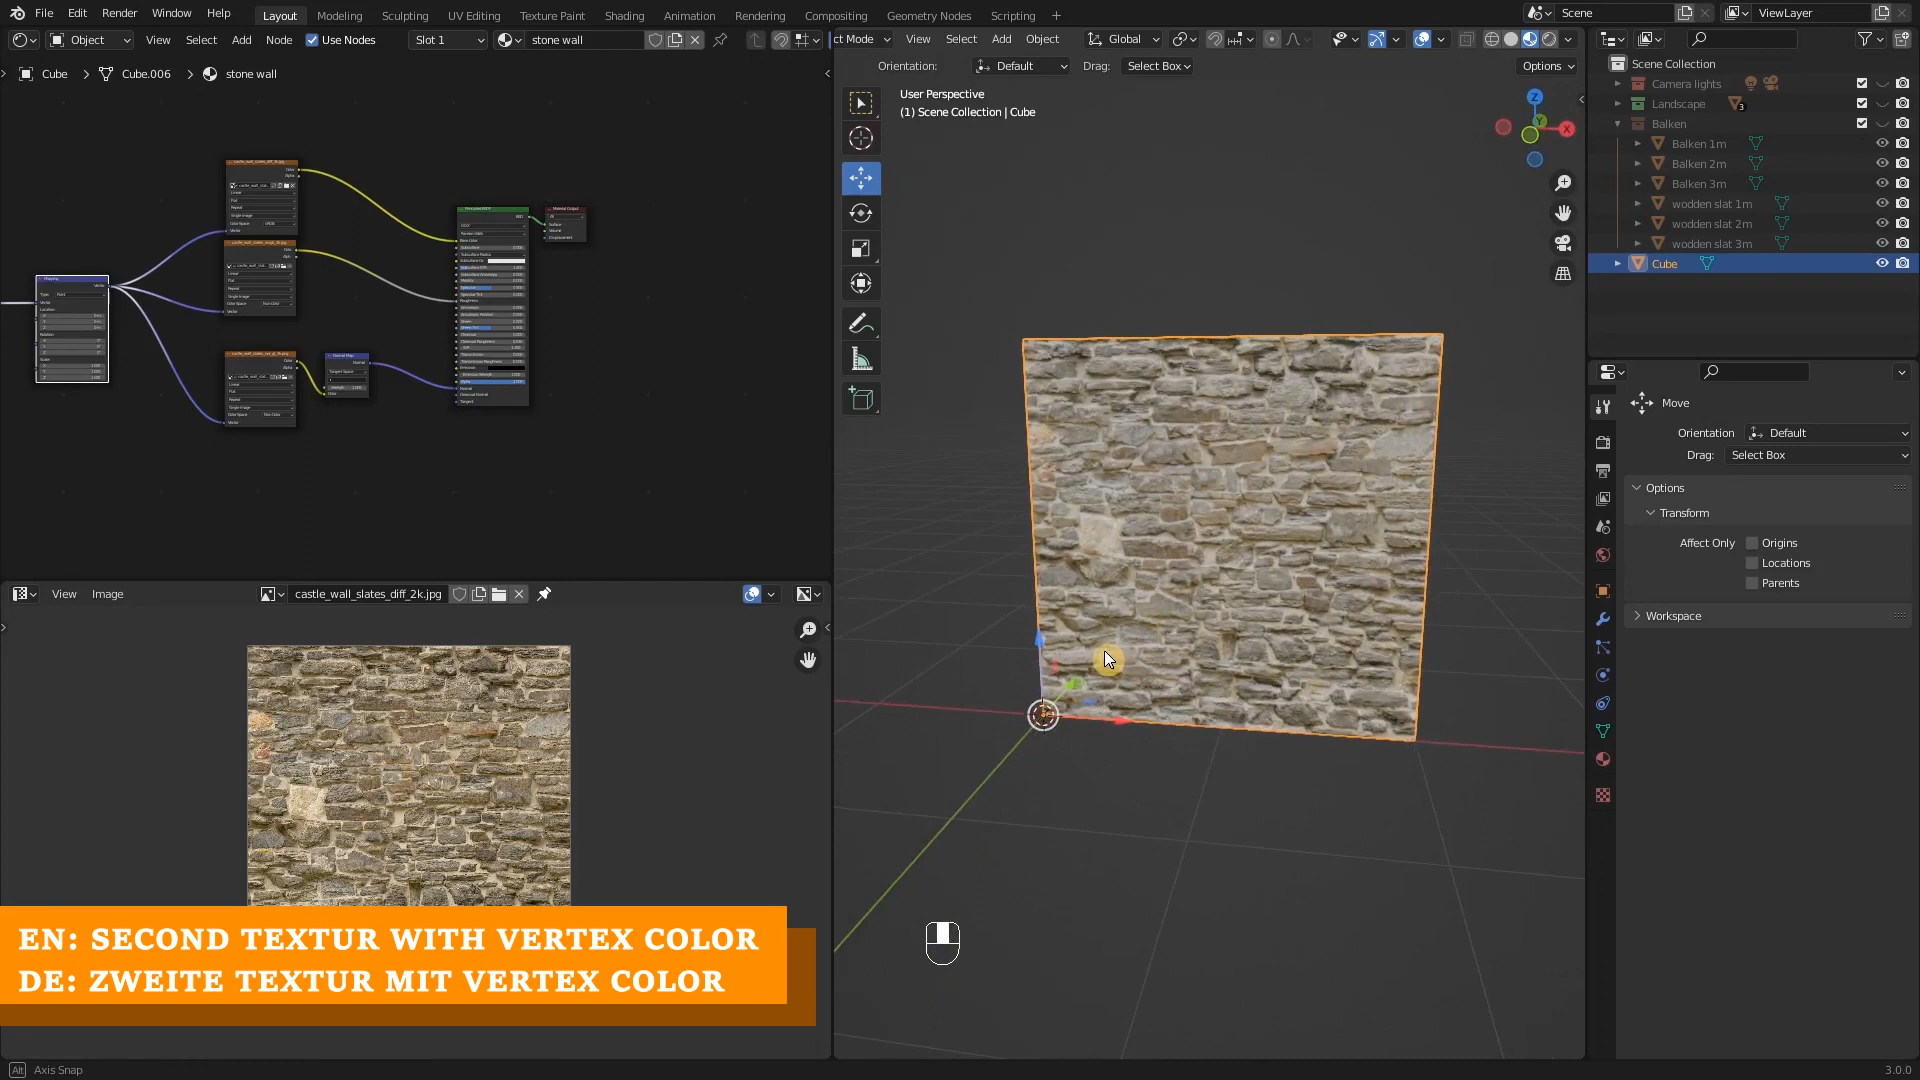 File Edit Render Window Help Layout Modeling Sculpting UV Editing Texture Paint Shading Animation Rendering Compositing Geometry Nodes Scripting + Scene ViewLayer
Object View Select Add Node Use Nodes Slot 1 stone wall
ct Mode View Select Add Object Global
Cube > Cube.006 > stone wall
Orientation: Default Drag: Select Box Options
User Perspective
(1) Scene Collection | Cube
Z
Y
X
Scene Collection
Camera lights
Landscape 3
Balken
Balken 1m
Balken 2m
Balken 3m
wooden slat 1m
wooden slat 2m
wooden slat 3m
Cube
Move
Orientation Default
Drag: Select Box
Options
Transform
Affect Only Origins
Locations
Parents
Workspace
View Image castle_wall_slates_diff_2k.jpg
EN: SECOND TEXTUR WITH VERTEX COLOR
DE: ZWEITE TEXTUR MIT VERTEX COLOR
Alt Axis Snap
3.0.0